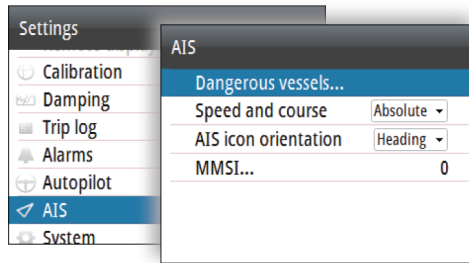 Settings
Calibration
Damping
Trip log
Alarms
Autopilot
AIS
System
AIS
Dangerous vessels...
Speed and course Absolute
AIS icon orientation Heading
MMSI... 0